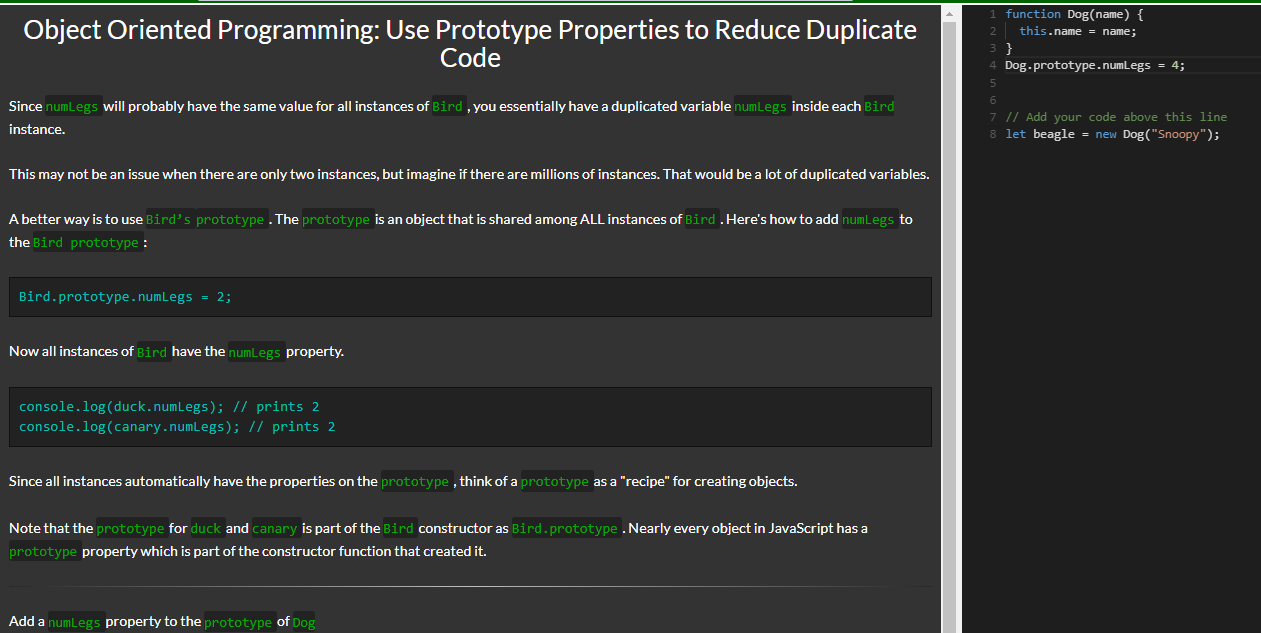 Object Oriented Programming: Use Prototype Properties to Reduce Duplicate
Code
Since numLegs will probably have the same value for all instances of Bird, you essentially have a duplicated variable numLegs inside each Bird
instance.
This may not be an issue when there are only two instances, but imagine if there are millions of instances. That would be a lot of duplicated variables.
A better way is to use Bird's prototype. The prototype is an object that is shared among ALL instances of Bird. Here's how to add numLegs to
the Bird prototype:
Bird.prototype.numLegs = 2;
Now all instances of Bird have the numLegs property.
console.log(duck.numLegs); // prints 2
console.log(canary.numLegs); // prints 2
Since all instances automatically have the properties on the prototype, think of a prototype as a "recipe" for creating objects.
Note that the prototype for duck and canary is part of the Bird constructor as Bird.prototype. Nearly every object in JavaScript has a
prototype property which is part of the constructor function that created it.
Add a numLegs property to the prototype of Dog
1 function Dog(name) {
2   this.name = name;
3 }
4 Dog.prototype.numLegs = 4;
5
6
7 // Add your code above this line
8 let beagle = new Dog("Snoopy");